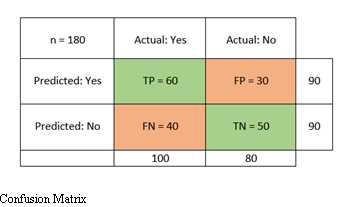 n = 180 Actual: Yes Actual: No
Predicted: Yes TP = 60 FP = 30 90
Predicted: No FN = 40 TN = 50 90
100 80
Confusion Matrix